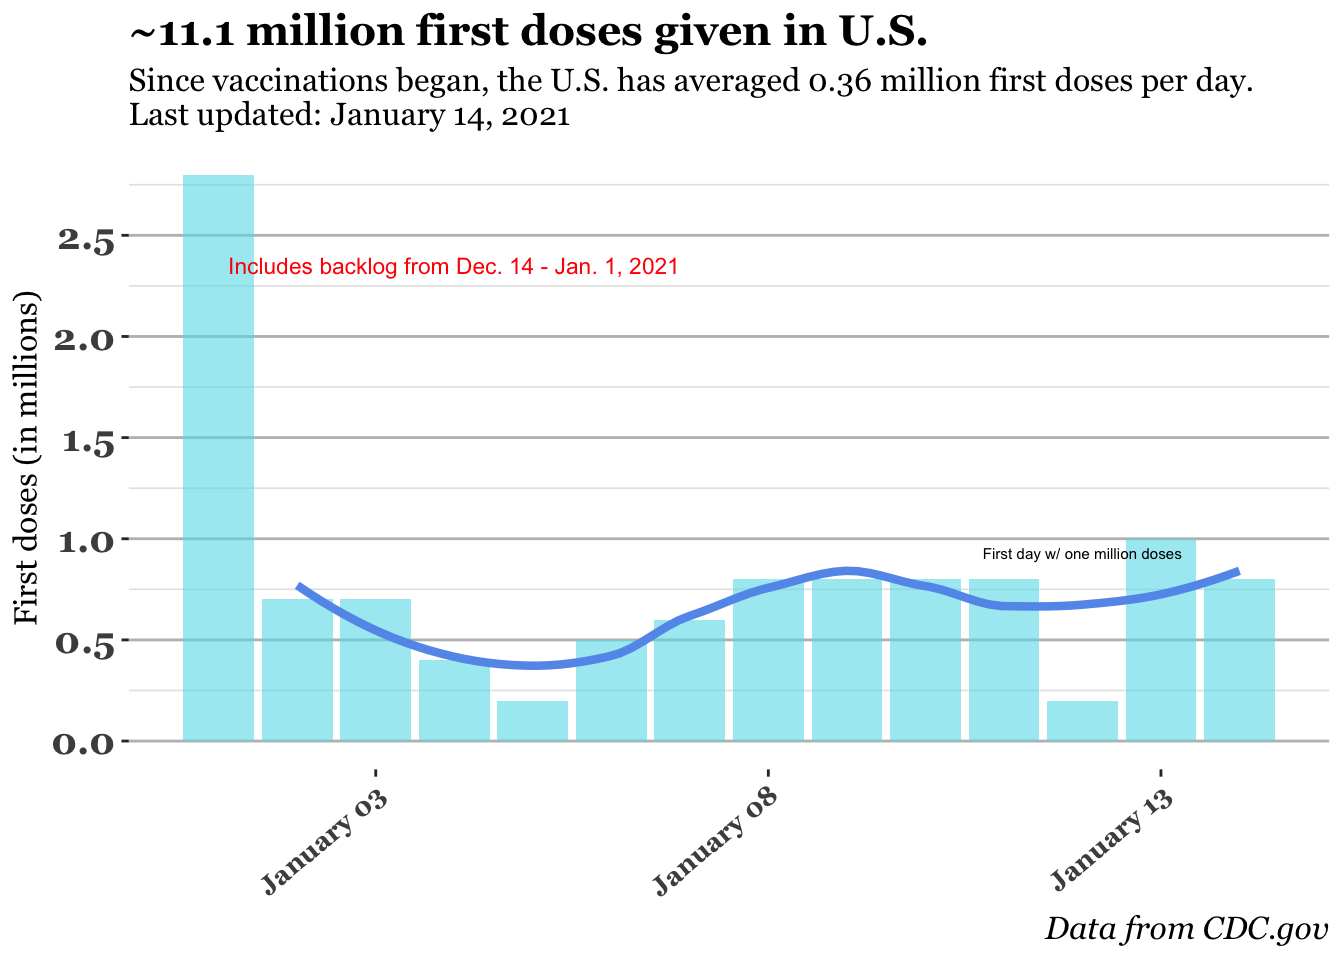 ~11.1 million first doses given in U.S.
Since vaccinations began, the U.S. has averaged 0.36 million first doses per day.
Last updated: January 14, 2021
First doses (in millions)
2.5
2.0
1.5
1.0
0.5
0.0
Includes backlog from Dec. 14 - Jan. 1, 2021
First day w/ one million doses
January 03
January 08
January 13
Data from CDC.gov